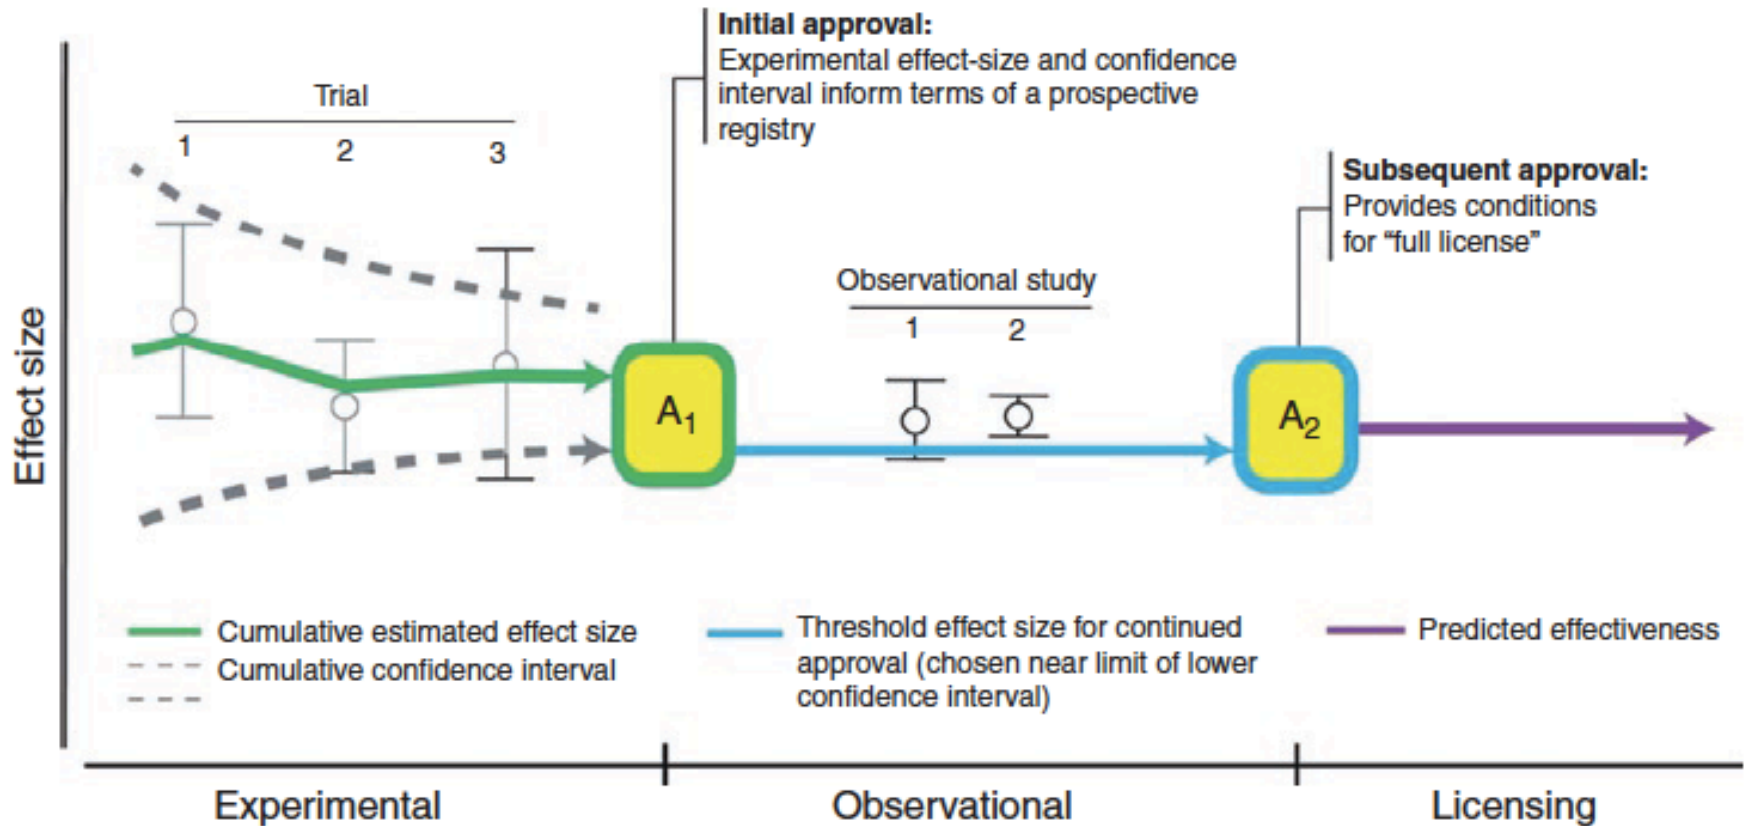 Initial approval:
Experimental effect-size and confidence
interval inform terms of a prospective
registry
Trial
1 2 3
Subsequent approval:
Provides conditions
for “full license”
Observational study
1 2
Effect size
A1
A2
Cumulative estimated effect size
Cumulative confidence interval
Threshold effect size for continued
approval (chosen near limit of lower
confidence interval)
Predicted effectiveness
Experimental Observational Licensing